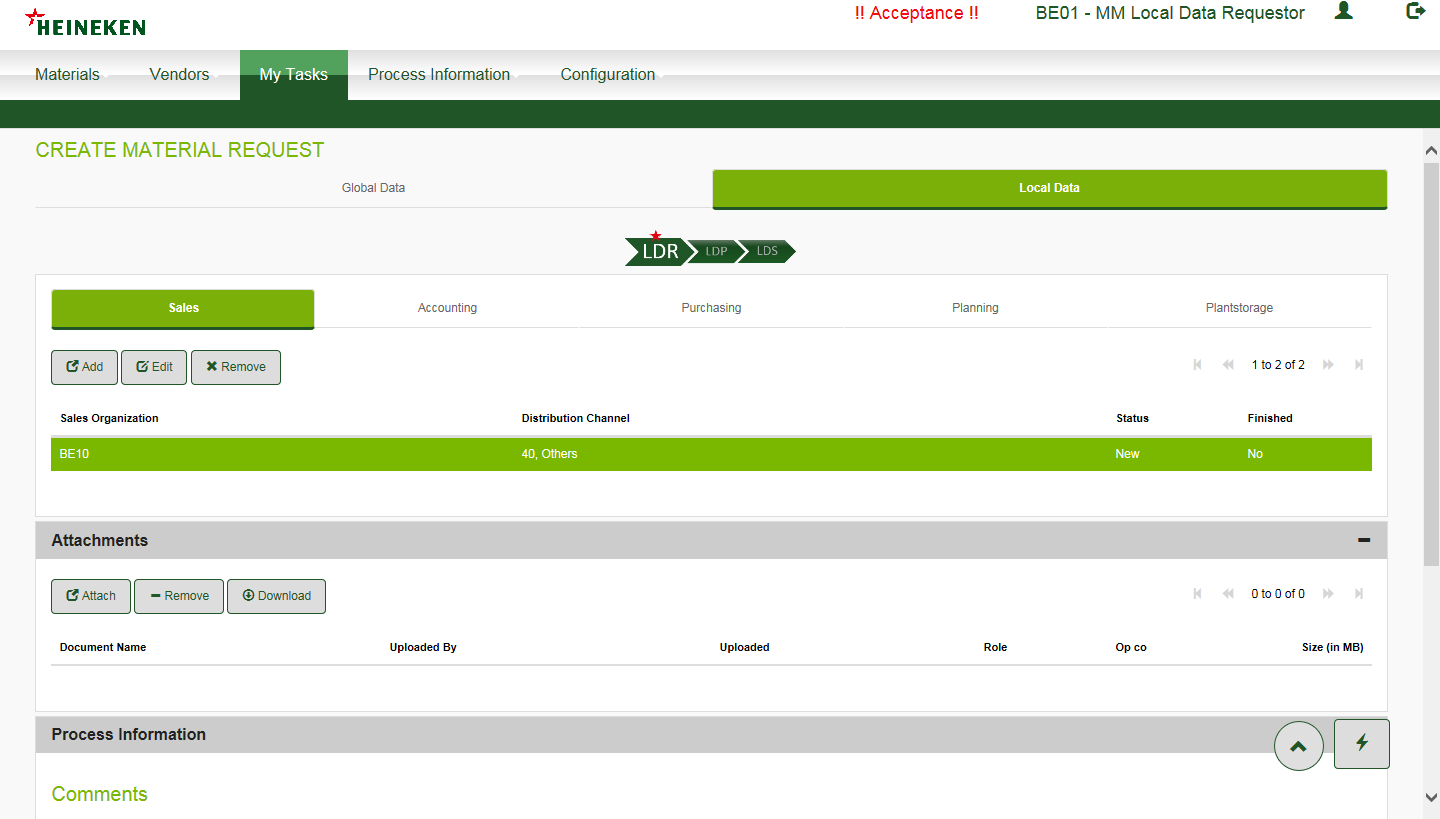 HEINEKEN
!! Acceptance !!
BE01 - MM Local Data Requestor
Materials Vendors My Tasks Process Information Configuration
CREATE MATERIAL REQUEST
Global Data Local Data
LDR LDP LDS
Sales Accounting Purchasing Planning Plantstorage
Add Edit Remove 1 to 2 of 2
Sales Organization Distribution Channel Status Finished
BE10 40, Others New No
Attachments
Attach Remove Download 0 to 0 of 0
Document Name Uploaded By Uploaded Role Op co Size (in MB)
Process Information
Comments